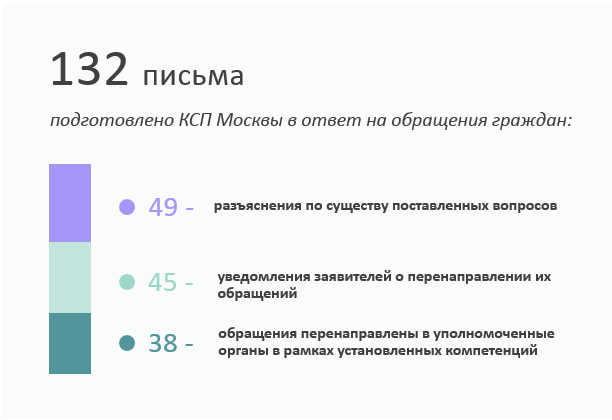 132 письма
подготовлено КСП Москвы в ответ на обращения граждан:
49 - разъяснения по существу поставленных вопросов
45 - уведомления заявителей о перенаправлении их
обращений
38 - обращения перенаправлены в уполномоченные
органы в рамках установленных компетенций